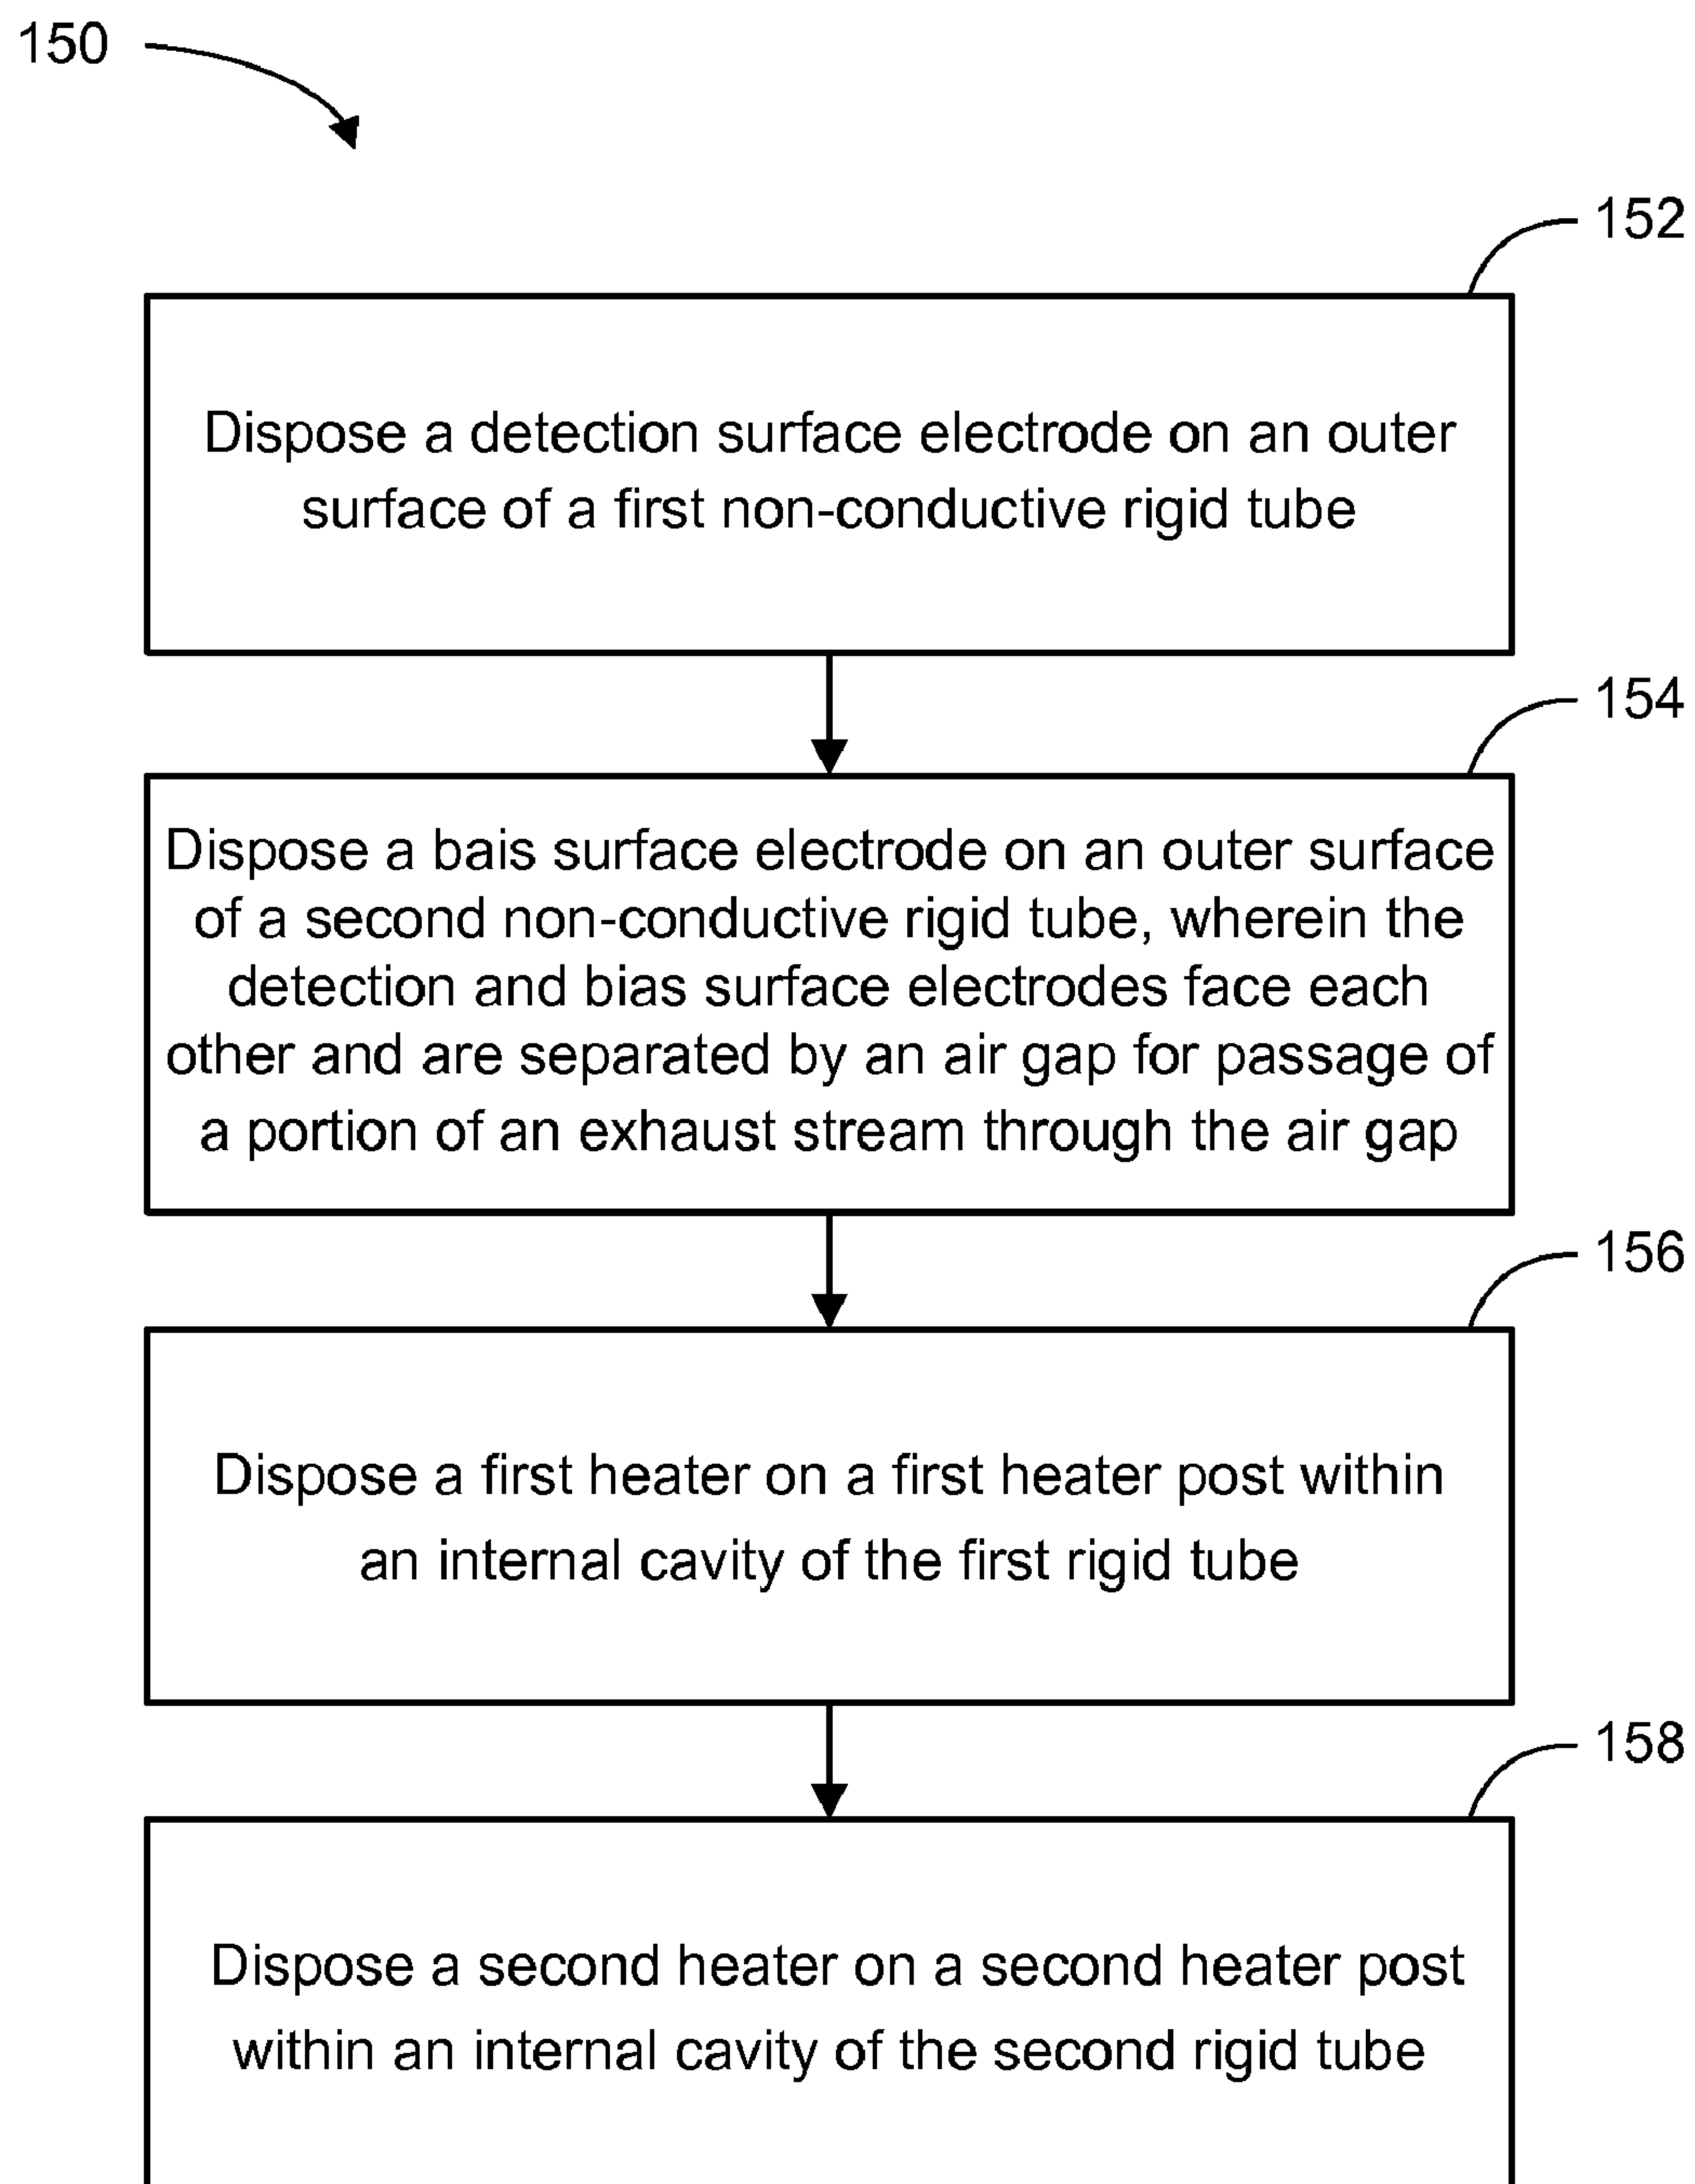 150
152
Dispose a detection surface electrode on an outer
surface of a first non-conductive rigid tube
154
Dispose a bais surface electrode on an outer surface
of a second non-conductive rigid tube, wherein the
detection and bias surface electrodes face each
other and are separated by an air gap for passage of
a portion of an exhaust stream through the air gap
156
Dispose a first heater on a first heater post within
an internal cavity of the first rigid tube
158
Dispose a second heater on a second heater post
within an internal cavity of the second rigid tube